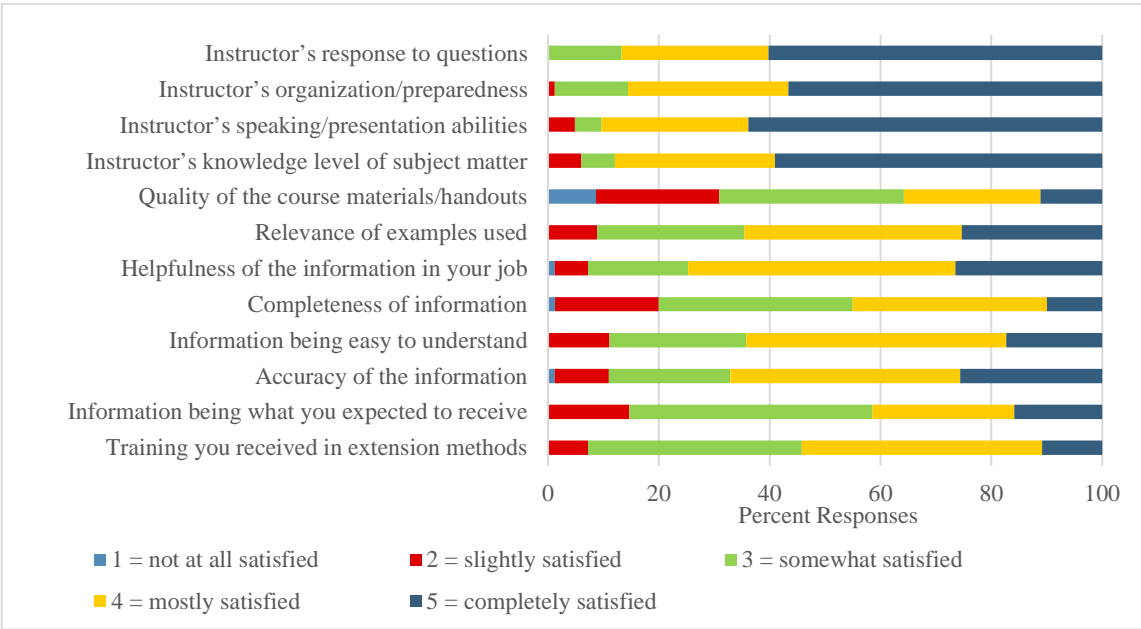 Instructor’s response to questions
Instructor’s organization/preparedness
Instructor’s speaking/presentation abilities
Instructor’s knowledge level of subject matter
Quality of the course materials/handouts
Relevance of examples used
Helpfulness of the information in your job
Completeness of information
Information being easy to understand
Accuracy of the information
Information being what you expected to receive
Training you received in extension methods
0 20 40 60 80 100
Percent Responses
1 = not at all satisfied 2 = slightly satisfied 3 = somewhat satisfied
4 = mostly satisfied 5 = completely satisfied